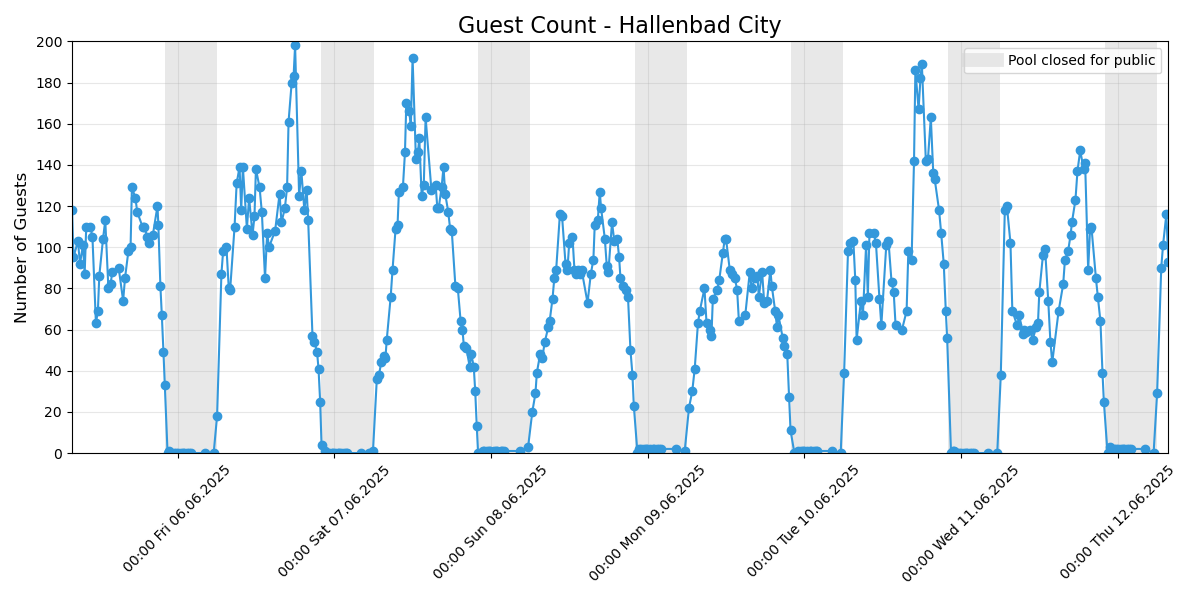 Guest Count - Hallenbad City
Pool closed for public
Number of Guests
200
180
160
140
120
100
80
60
40
20
0
00:00 Fri 06.06.2025
00:00 Sat 07.06.2025
00:00 Sun 08.06.2025
00:00 Mon 09.06.2025
00:00 Tue 10.06.2025
00:00 Wed 11.06.2025
00:00 Thu 12.06.2025